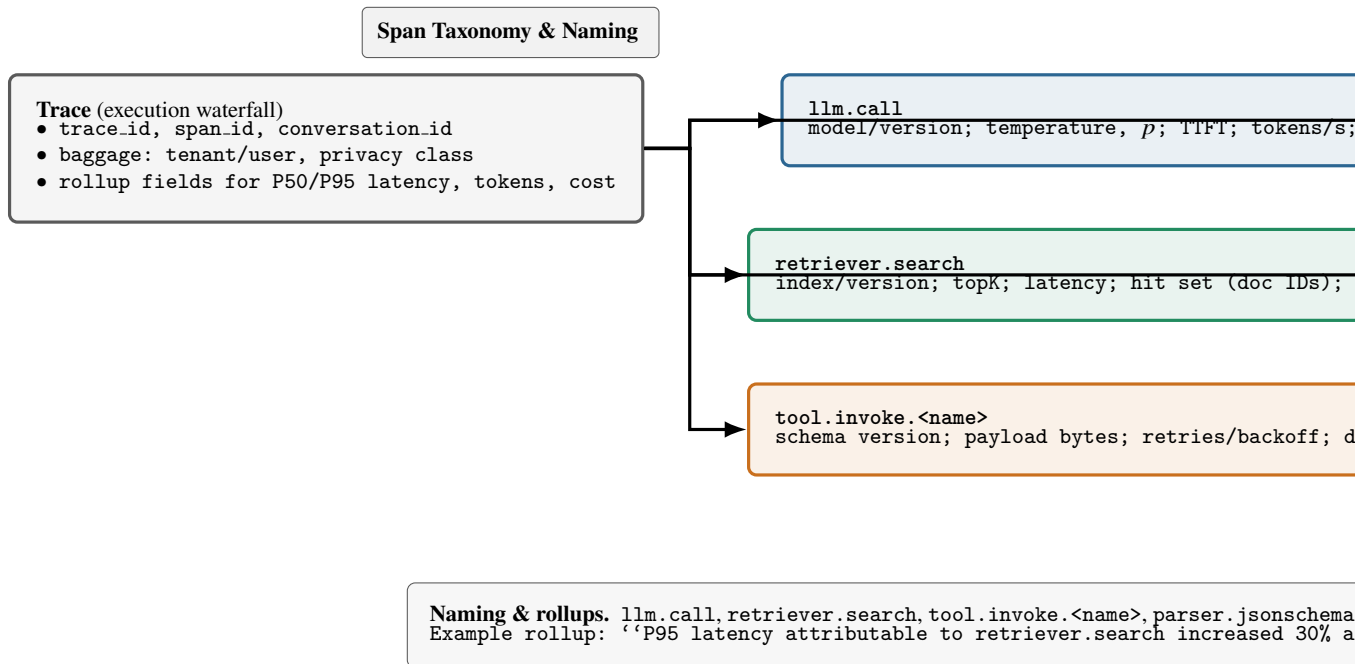 Span Taxonomy & Naming
Trace (execution waterfall)
• trace_id, span_id, conversation_id
• baggage: tenant/user, privacy class
• rollup fields for P50/P95 latency, tokens, cost
llm.call
model/version; temperature, p; TTFT; tokens/s;
retriever.search
index/version; topK; latency; hit set (doc IDs);
tool.invoke.<name>
schema version; payload bytes; retries/backoff; d
Naming & rollups. llm.call, retriever.search, tool.invoke.<name>, parser.jsonschema
Example rollup: ‘‘P95 latency attributable to retriever.search increased 30% a